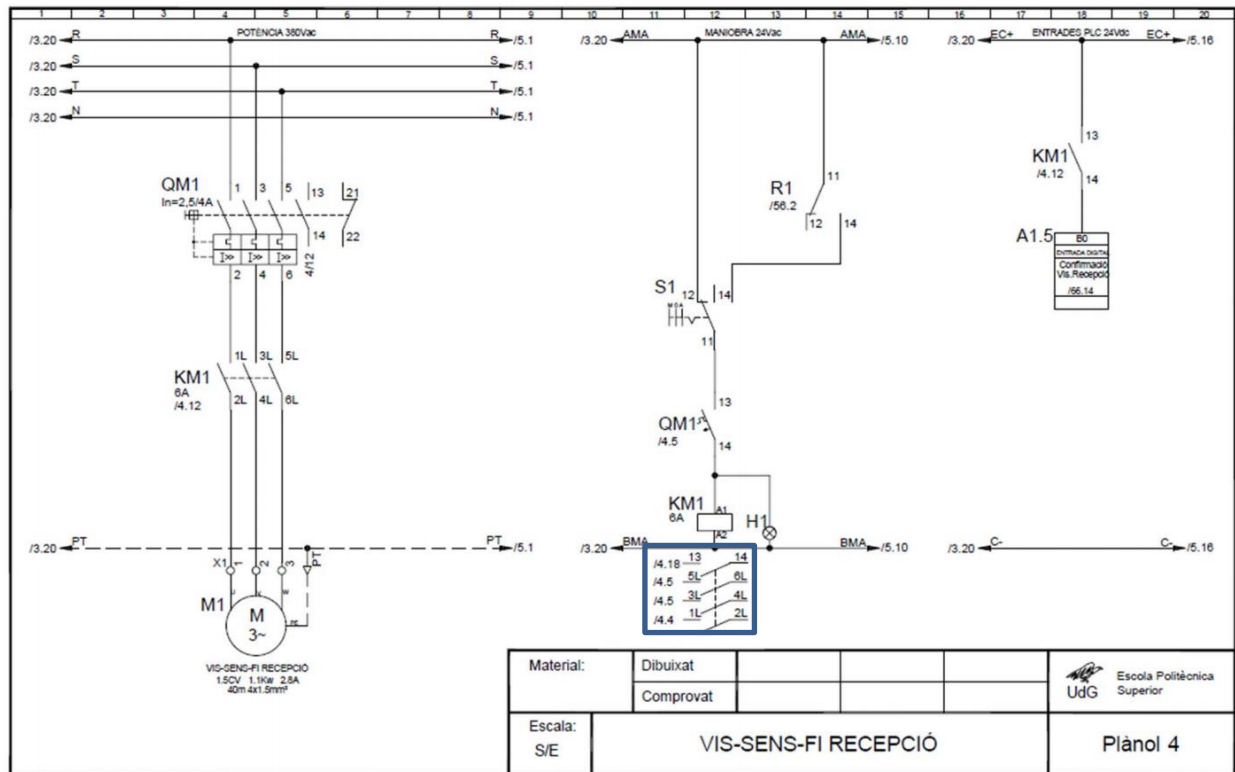 1 2 3 4 5 6 7 8 9 10 11 12 13 14 15 16 17 18 19 20
/3.20 R POTÈNCIA 380Vac R /5.1
/3.20 S S /5.1
/3.20 T T /5.1
/3.20 N N /5.1
QM1
In=2,5/4A
1 3 5 13 21
14 22
2 4 6 4/12
KM1
6A
/4.12
1L 3L 5L
2L 4L 6L
/3.20 PT PT /5.1
X1 1 2 3 PT
M1
M
3~
VIS-SENS-FI RECEPCIÓ
1.5CV 1.1Kw 2.8A
40m 4x1.5mm²
/3.20 AMA MANIOBRA 24Vac AMA /5.10
R1
/56.2
11
12 14
S1
12 14
M 0 A
11
QM1
/4.5
13
14
KM1
6A
A1
A2
H1
/3.20 BMA BMA /5.10
/4.18 13 14
/4.5 5L 6L
/4.5 3L 4L
/4.4 1L 2L
/3.20 EC+ ENTRADES PLC 24Vdc EC+ /5.16
KM1
/4.12
13
14
A1.5
E0
ENTRADA DIGITAL
Confirmació
Vis.Recepció
/66.14
/3.20 C- C- /5.16
Material:
Dibuixat
Comprovat
UdG
Escola Politècnica
Superior
Escala:
S/E
VIS-SENS-FI RECEPCIÓ
Plànol 4